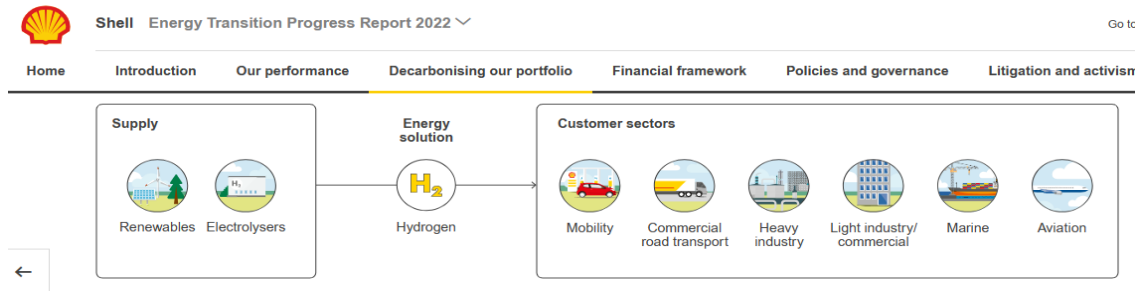 Shell Energy Transition Progress Report 2022
Go to
Home Introduction Our performance Decarbonising our portfolio Financial framework Policies and governance Litigation and activism
Supply
Energy
solution
Customer sectors
H₂
H₂
Renewables Electrolysers
Hydrogen
Mobility
Commercial
road transport
Heavy
industry
Light industry/
commercial
Marine
Aviation